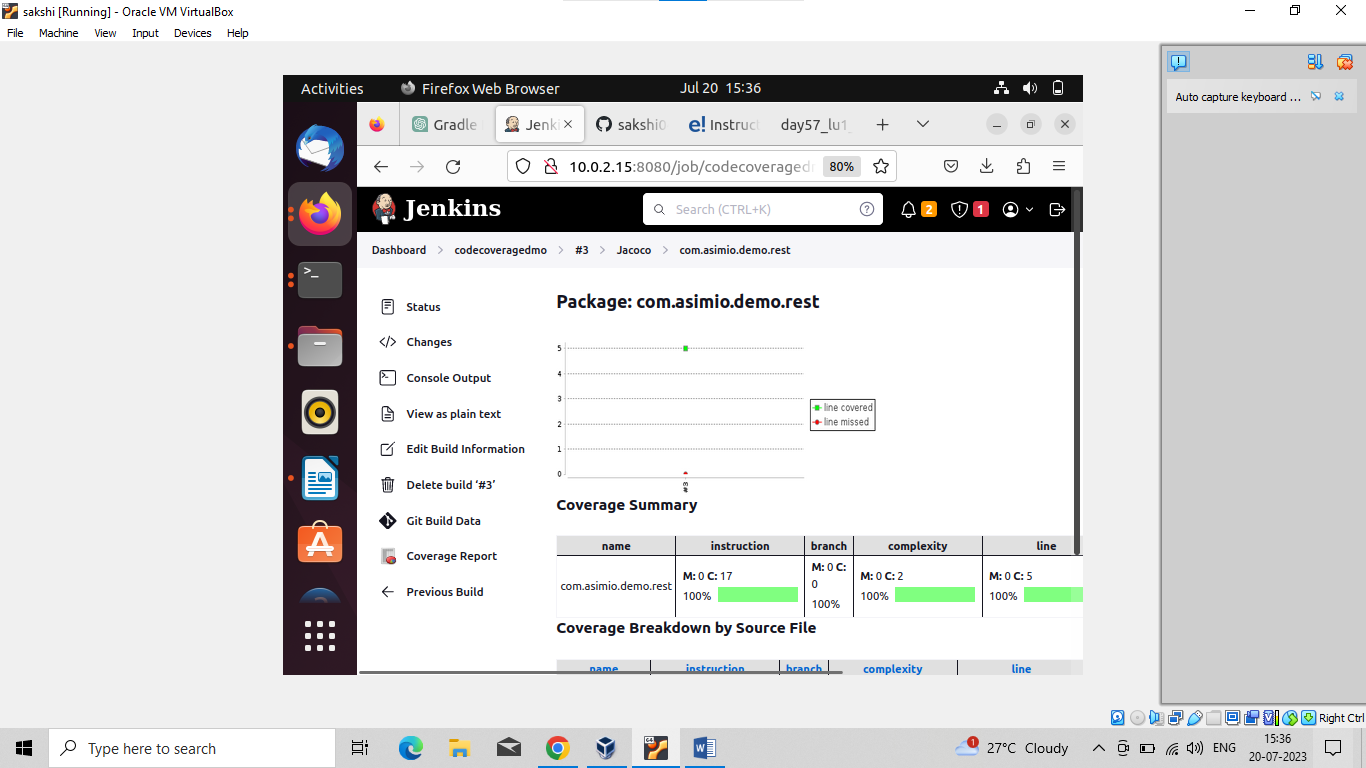 sakshi [Running] - Oracle VM VirtualBox
File Machine View Input Devices Help
Auto capture keyboard ...
Activities Firefox Web Browser Jul 20 15:36
Gradle Jenki sakshi0 e! Instruct day57_lu1_
10.0.2.15:8080/job/codecoveraged 80%
Jenkins Search (CTRL+K) 2 1
Dashboard codecoveragedmo #3 Jacoco com.asimio.demo.rest
Status
Changes
Console Output
View as plain text
Edit Build Information
Delete build ‘#3’
Git Build Data
Coverage Report
Previous Build
Package: com.asimio.demo.rest
5
4
3
2
1
0
#3
line covered
line missed
Coverage Summary
name instruction branch complexity line
com.asimio.demo.rest
M: 0 C: 17
100%
M: 0 C:
0
100%
M: 0 C: 2
100%
M: 0 C: 5
100%
Coverage Breakdown by Source File
name instruction branch complexity line
Right Ctrl
Type here to search
64
1
27°C Cloudy
ENG
15:36
20-07-2023